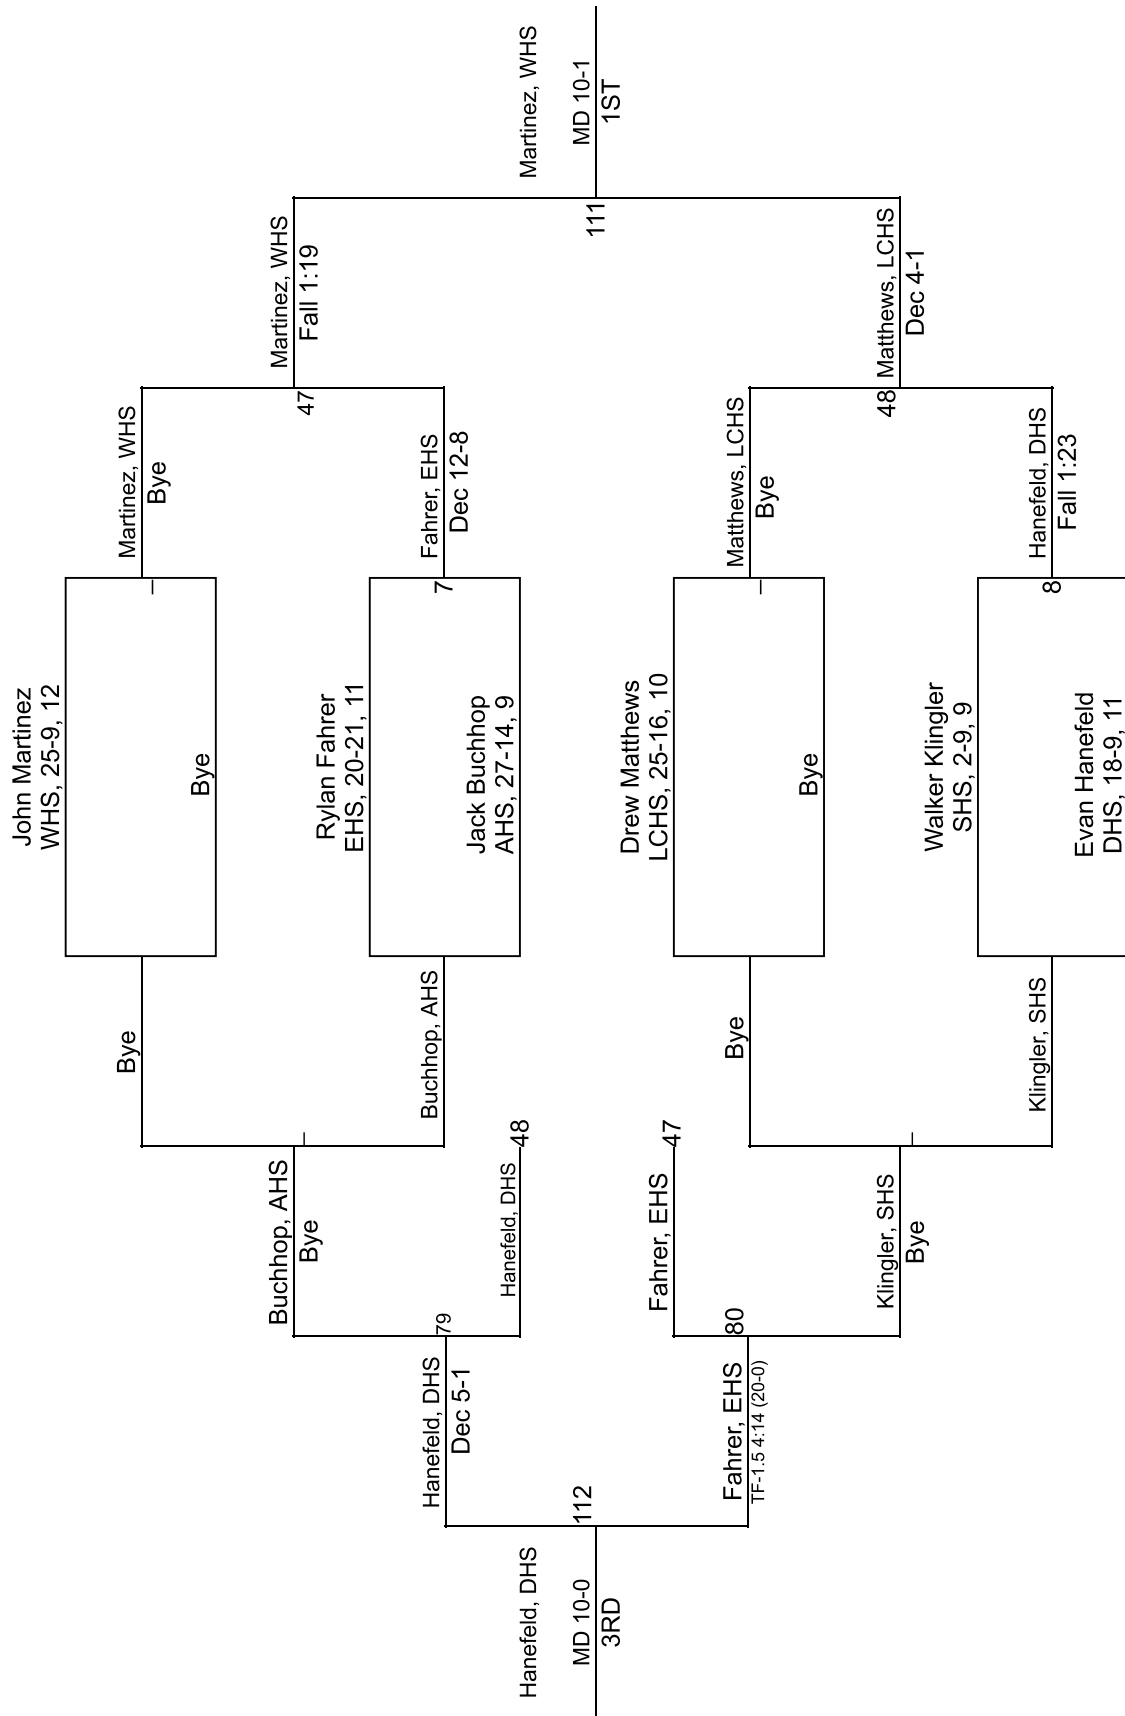 John Martinez
WHS, 25-9, 12
Bye
Rylan Fahrer
EHS, 20-21, 11
Jack Buchhop
AHS, 27-14, 9
7
Drew Matthews
LCHS, 25-16, 10
Bye
Walker Klingler
SHS, 2-9, 9
Evan Hanefeld
DHS, 18-9, 11
8
Martinez, WHS
Bye
Fahrer, EHS
Dec 12-8
Matthews, LCHS
Bye
Hanefeld, DHS
Fall 1:23
47
48
Martinez, WHS
Fall 1:19
Matthews, LCHS
Dec 4-1
111
Martinez, WHS
MD 10-1
1ST
Bye
Buchhop, AHS
Bye
Klingler, SHS
Buchhop, AHS
Bye
Hanefeld, DHS
48
Fahrer, EHS
47
Klingler, SHS
Bye
79
80
Hanefeld, DHS
Dec 5-1
Fahrer, EHS
TF-1.5 4:14 (20-0)
112
Hanefeld, DHS
MD 10-0
3RD